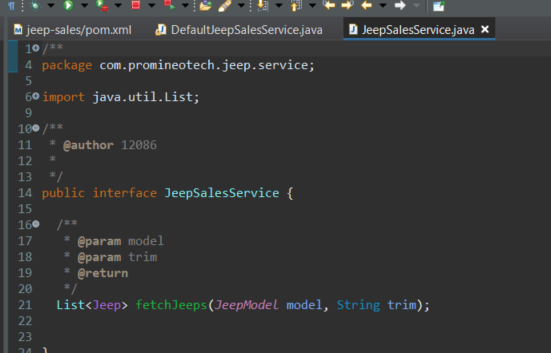 jeep-sales/pom.xml
DefaultJeepSalesService.java
JeepSalesService.java
1 /**
4 package com.promineotech.jeep.service;
5
6 import java.util.List;
9
10 /**
11 * @author 12086
12 *
13 */
14 public interface JeepSalesService {
15
16 /**
17 * @param model
18 * @param trim
19 * @return
20 */
21 List<Jeep> fetchJeeps(JeepModel model, String trim);
22
23
24 }